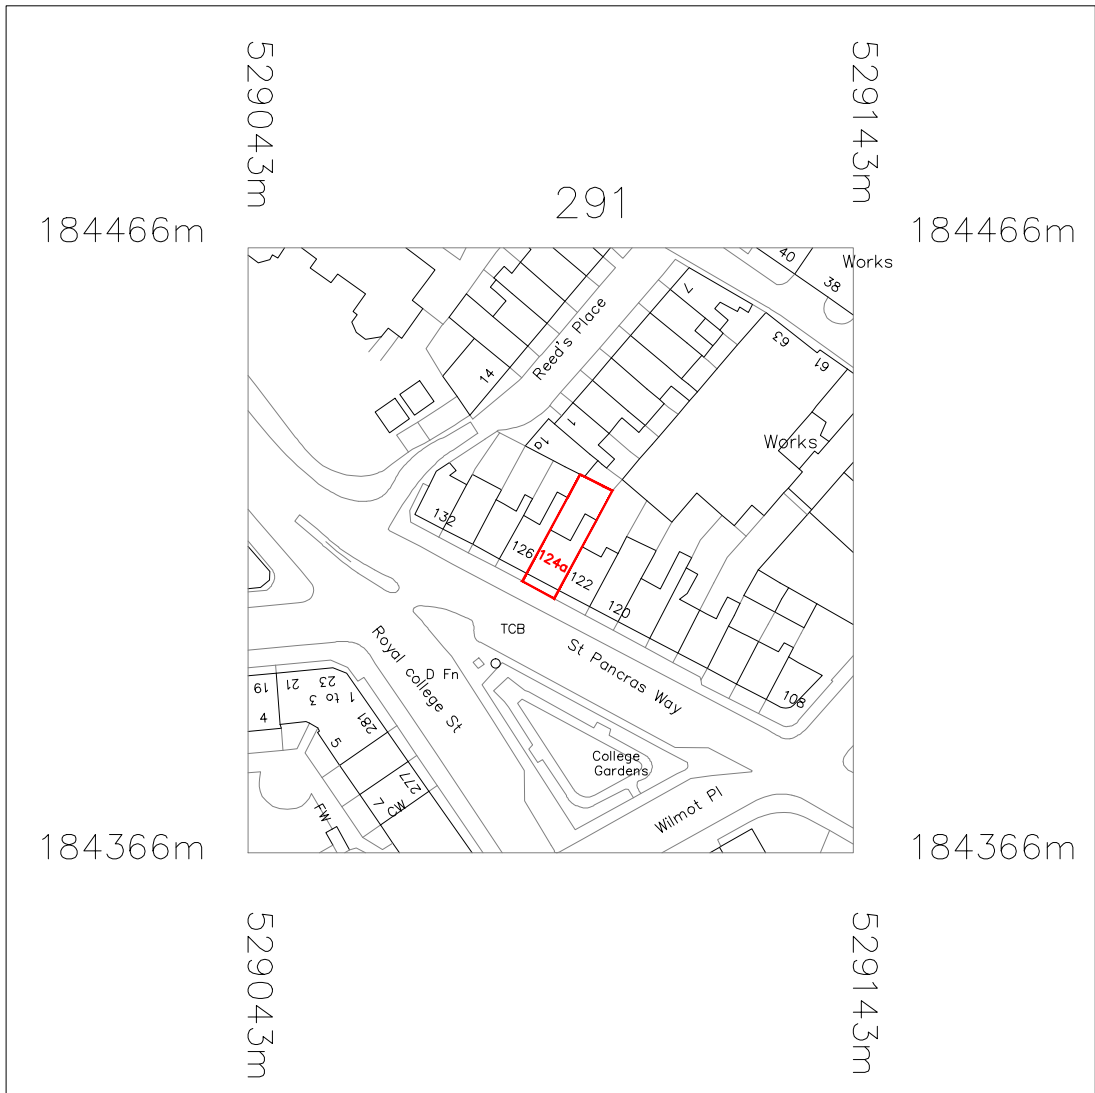 529043m
529143m
291
184466m
184466m
40
38
Works
7
63
61
Reed's Place
14
1
1a
Works
132
126
124a
122
120
108
TCB
St Pancras Way
Royal college St
D Fn
19
21
23
1 to 3
4
5
281
277
7
CW
FW
College
Gardens
Wilmot Pl
184366m
184366m
529043m
529143m